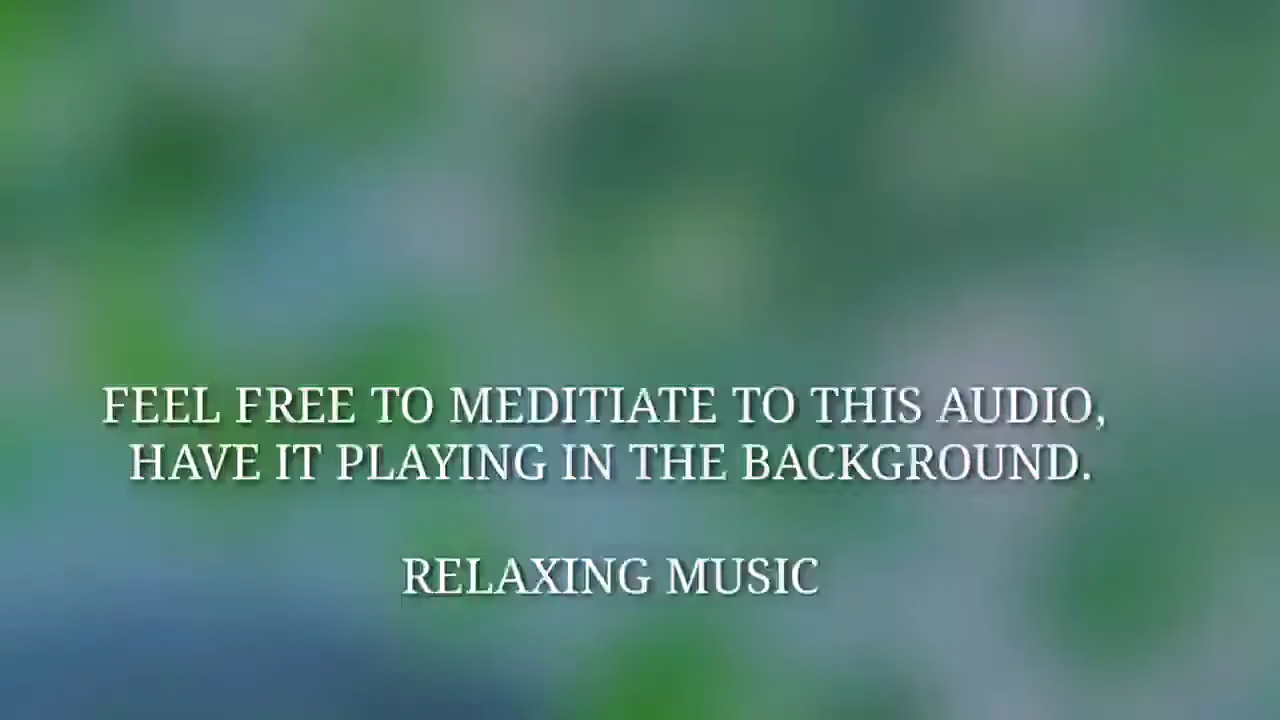 FEEL FREE TO MEDITIATE TO THIS AUDIO,
HAVE IT PLAYING IN THE BACKGROUND.
RELAXING MUSIC